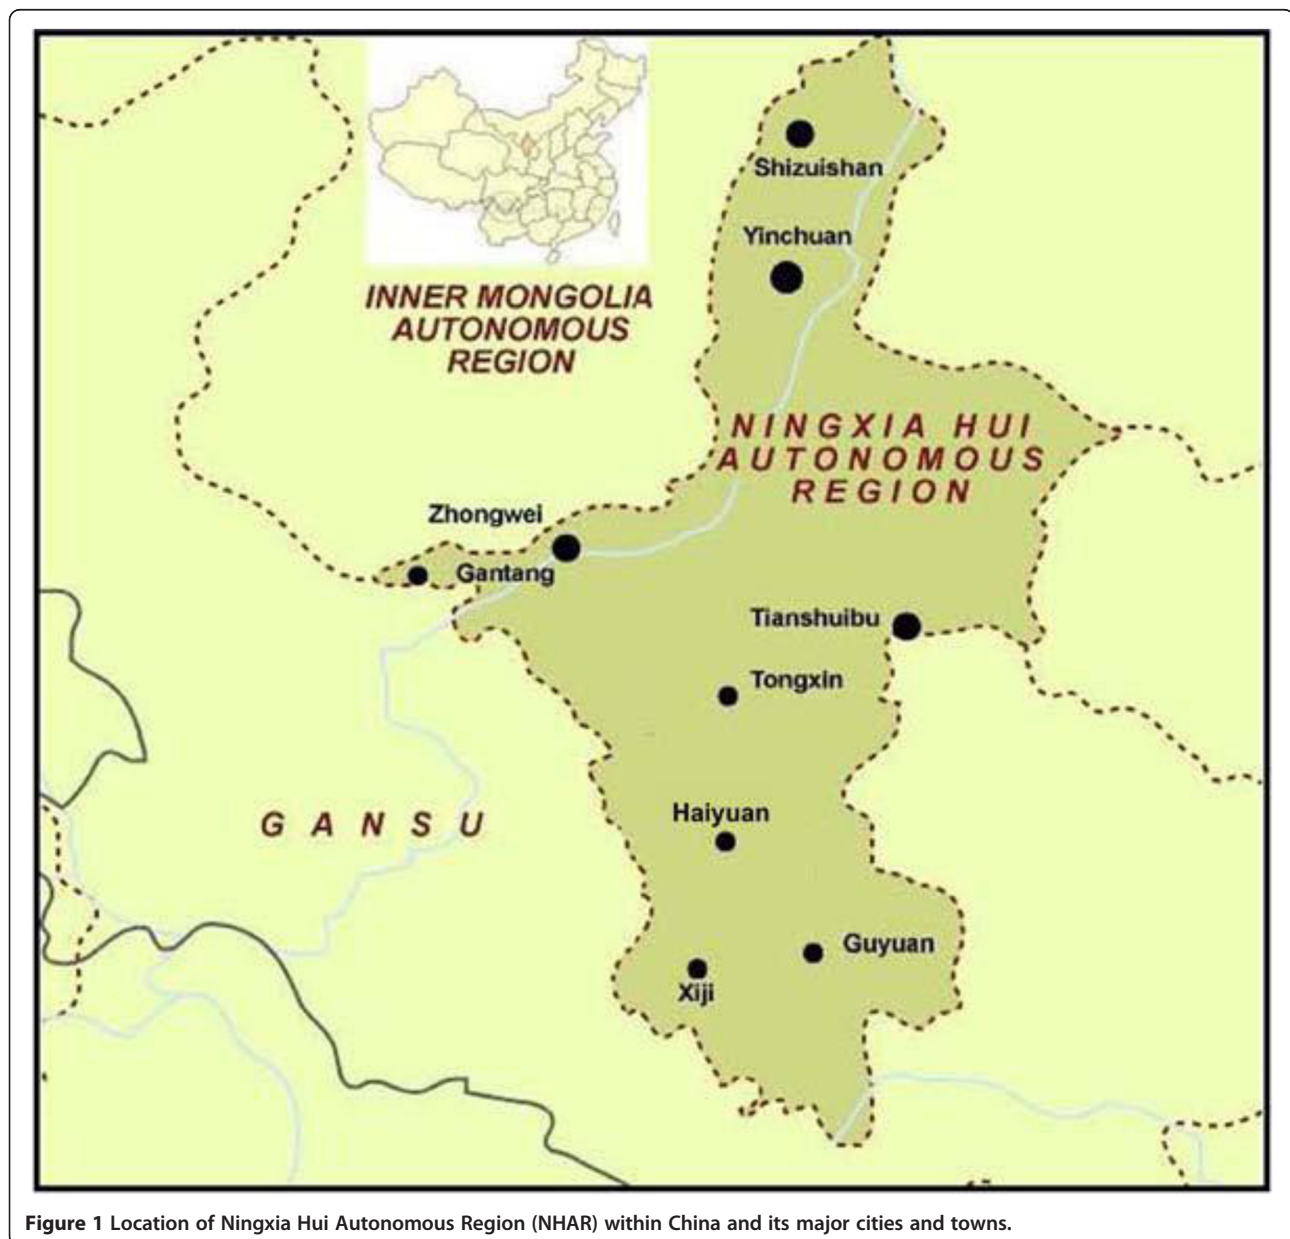 Shizuishan
Yinchuan
INNER MONGOLIA
AUTONOMOUS
REGION
NINGXIA HUI
AUTONOMOUS
REGION
Zhongwei
Gantang
Tianshuibu
Tongxin
Haiyuan
GANSU
Guyuan
Xiji
Figure 1 Location of Ningxia Hui Autonomous Region (NHAR) within China and its major cities and towns.